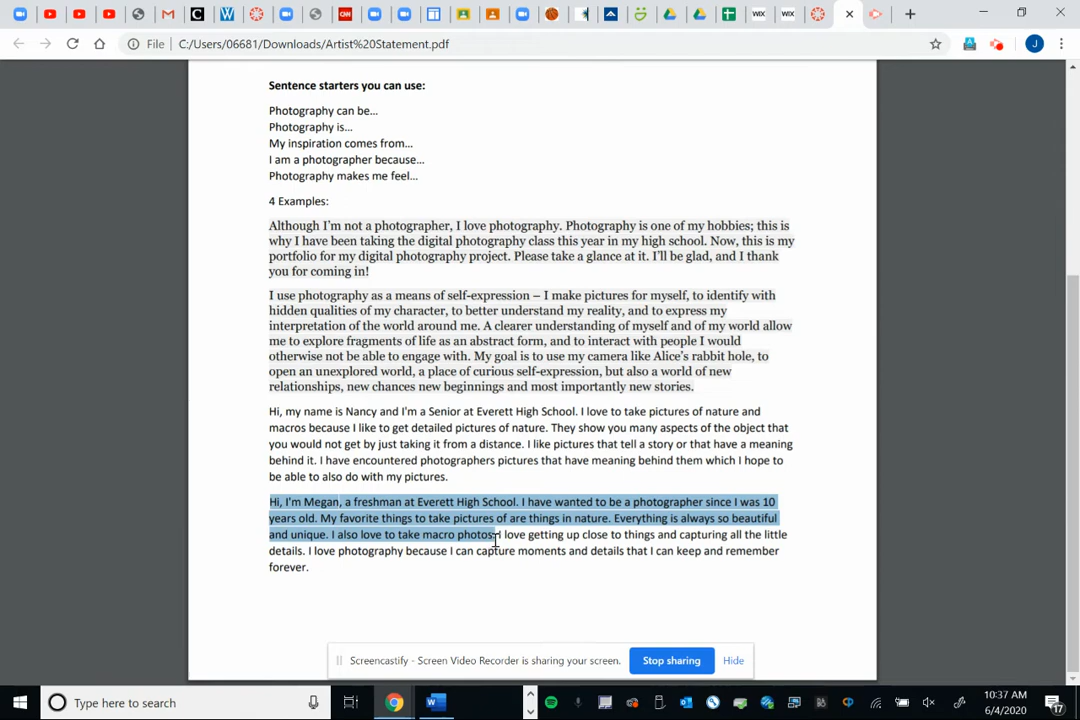 File
C:/Users/06681/Downloads/Artist%20Statement.pdf
J
Sentence starters you can use:
Photography can be...
Photography is...
My inspiration comes from...
I am a photographer because...
Photography makes me feel...
4 Examples:
Although I'm not a photographer, I love photography. Photography is one of my hobbies; this is
why I have been taking the digital photography class this year in my high school. Now, this is my
portfolio for my digital photography project. Please take a glance at it. I'll be glad, and I thank
you for coming in!
I use photography as a means of self-expression – I make pictures for myself, to identify with
hidden qualities of my character, to better understand my reality, and to express my
interpretation of the world around me. A clearer understanding of myself and of my world allow
me to explore fragments of life as an abstract form, and to interact with people I would
otherwise not be able to engage with. My goal is to use my camera like Alice's rabbit hole, to
open an unexplored world, a place of curious self-expression, but also a world of new
relationships, new chances new beginnings and most importantly new stories.
Hi, my name is Nancy and I'm a Senior at Everett High School. I love to take pictures of nature and
macros because I like to get detailed pictures of nature. They show you many aspects of the object that
you would not get by just taking it from a distance. I like pictures that tell a story or that have a meaning
behind it. I have encountered photographers pictures that have meaning behind them which I hope to
be able to also do with my pictures.
Hi, I'm Megan, a freshman at Everett High School. I have wanted to be a photographer since I was 10
years old. My favorite things to take pictures of are things in nature. Everything is always so beautiful
and unique. I also love to take macro photos. I love getting up close to things and capturing all the little
details. I love photography because I can capture moments and details that I can keep and remember
forever.
Screencastify - Screen Video Recorder is sharing your screen.
Stop sharing
Hide
Type here to search
10:37 AM
6/4/2020
17